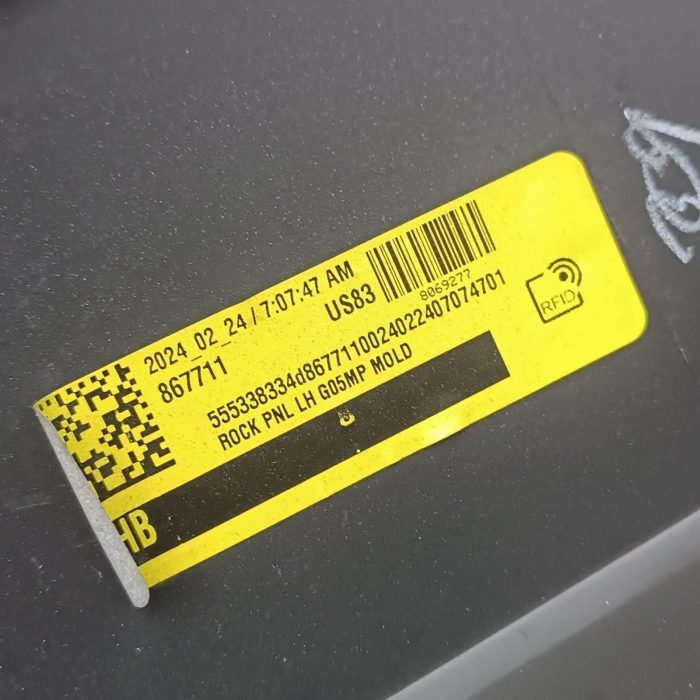 2024_02_24 / 7:07:47 AM
867711
US83
8069277
555338334d8677110024022407074701
ROCK PNL LH G05MP MOLD
RFID
HB